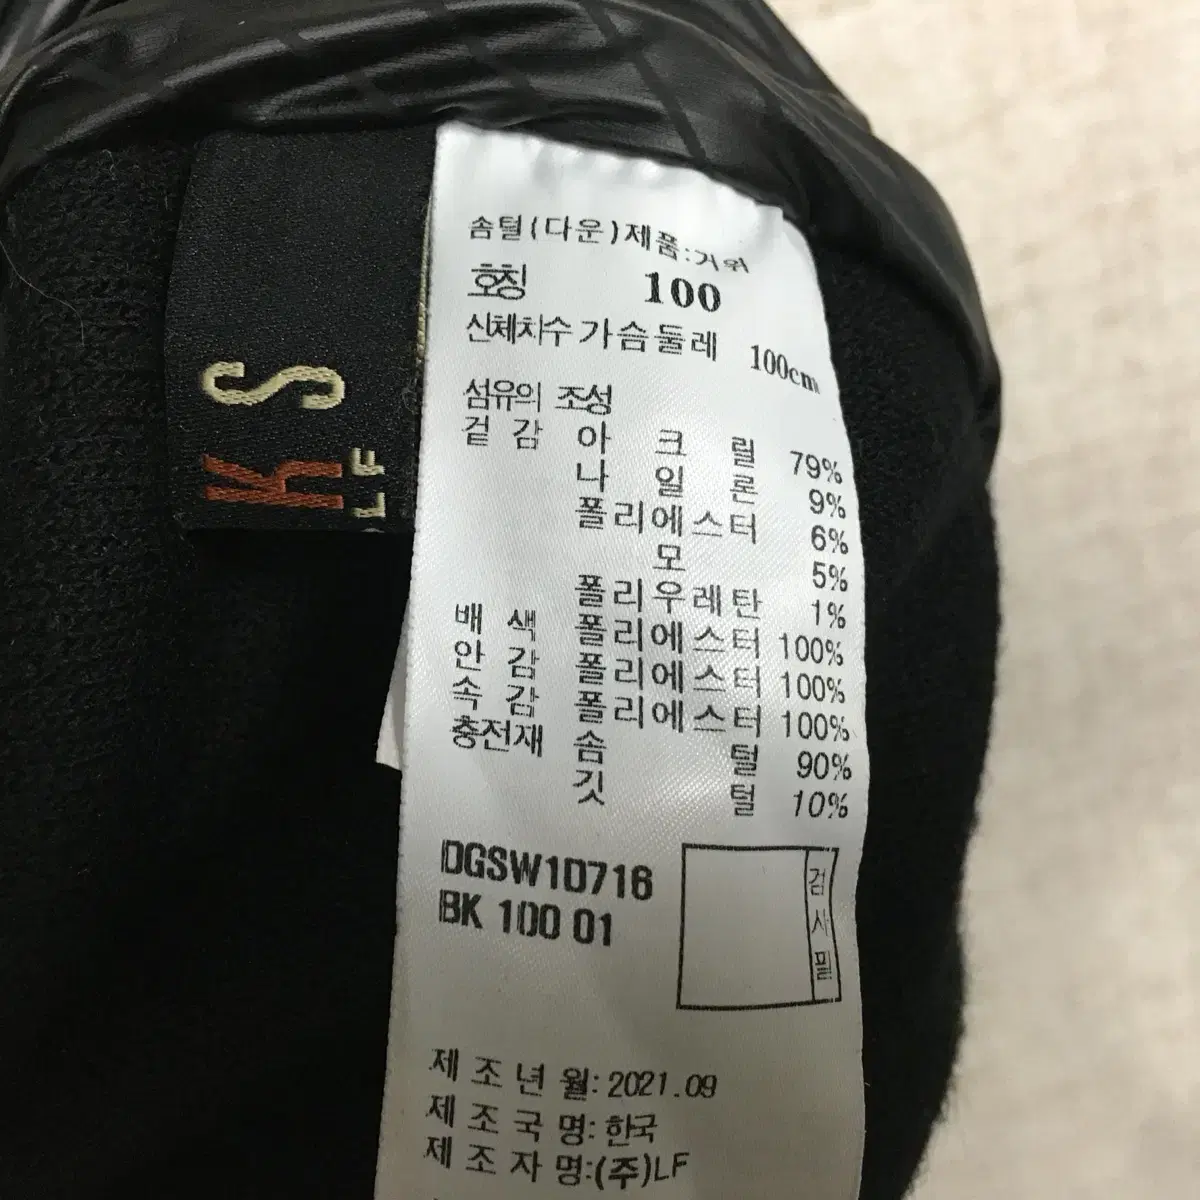 솜털(다운)제품:거위
호칭 100
신체치수 가슴둘레 100cm
섬유의 조성
겉감 아크릴 79%
나일론 9%
폴리에스터 6%
모 5%
폴리우레탄 1%
배색 폴리에스터 100%
안감 폴리에스터 100%
속감 폴리에스터 100%
충전재 솜털 90%
깃털 10%
DGSW1D716
BK 100 01
검사필
제조년월: 2021.09
제조국명: 한국
제조자명:(주)LF
KS
LF